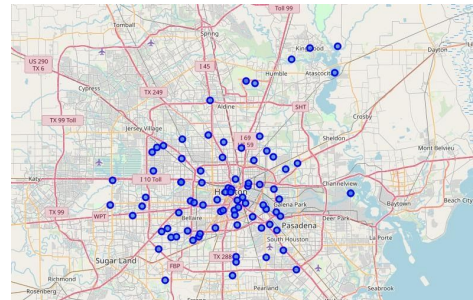 Toll 99
Tomball
Spring
Kingwood
US 290
TX 6
I 45
Dayton
Humble
Atascocita
Cypress
TX 249
Aldine
SHT
Crosby
TX 99 Toll
Jersey Village
I 69
59
Sheldon
Mont Belvieu
Katy
I 10 Toll
Channelview
Baytown
Beach City
TX 99
WPT
Bellaire
Galena Park
Deer Park
Pasadena
La Porte
Sugar Land
South Houston
TX 288
FBP
Richmond
Rosenberg
Pearland
Seabrook